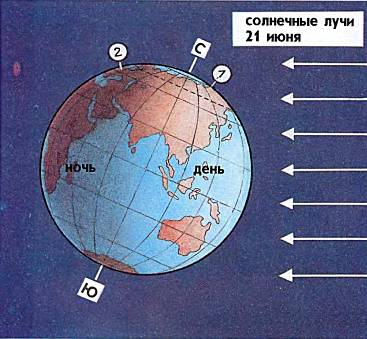 солнечные лучи
21 июня
С
2
1
ночь
день
Ю